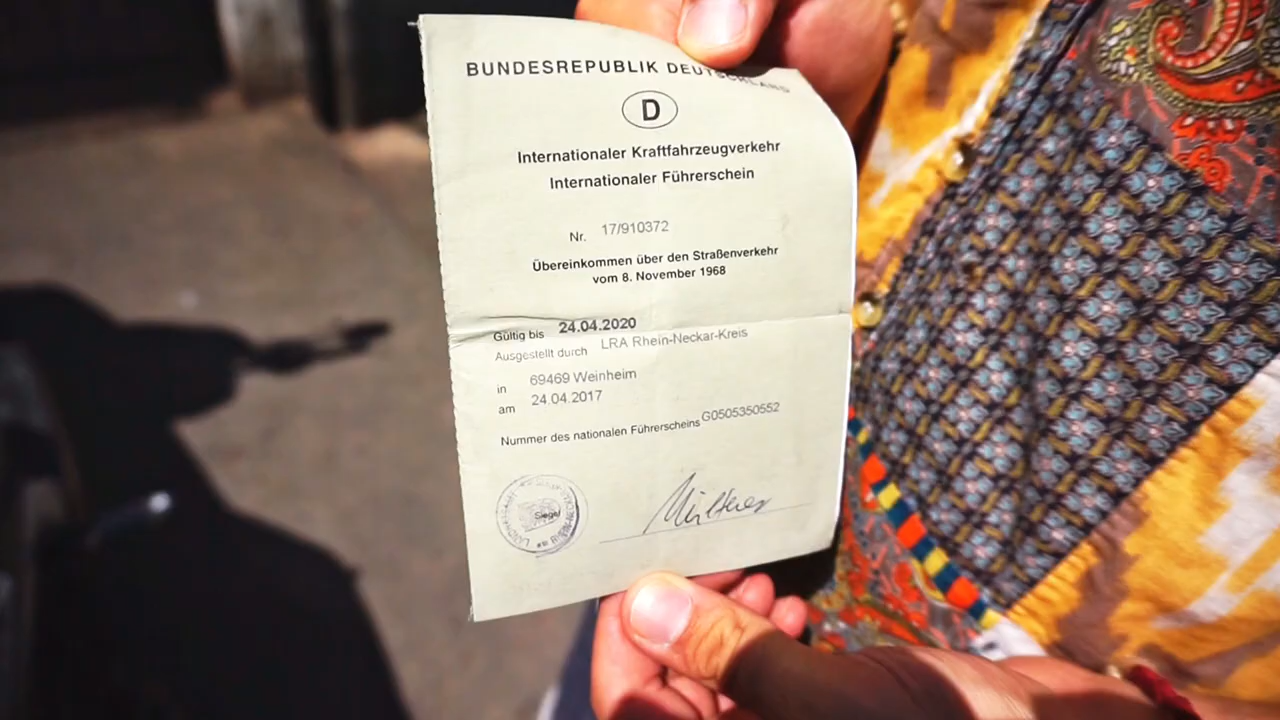 BUNDESREPUBLIK DEUTSCHLAND
D
Internationaler Kraftfahrzeugverkehr
Internationaler Führerschein
Nr. 17/910372
Übereinkommen über den Straßenverkehr
vom 8. November 1968
Gültig bis 24.04.2020
Ausgestellt durch LRA Rhein-Neckar-Kreis
in 69469 Weinheim
am 24.04.2017
Nummer des nationalen Führerscheins G0505350552
Siegel